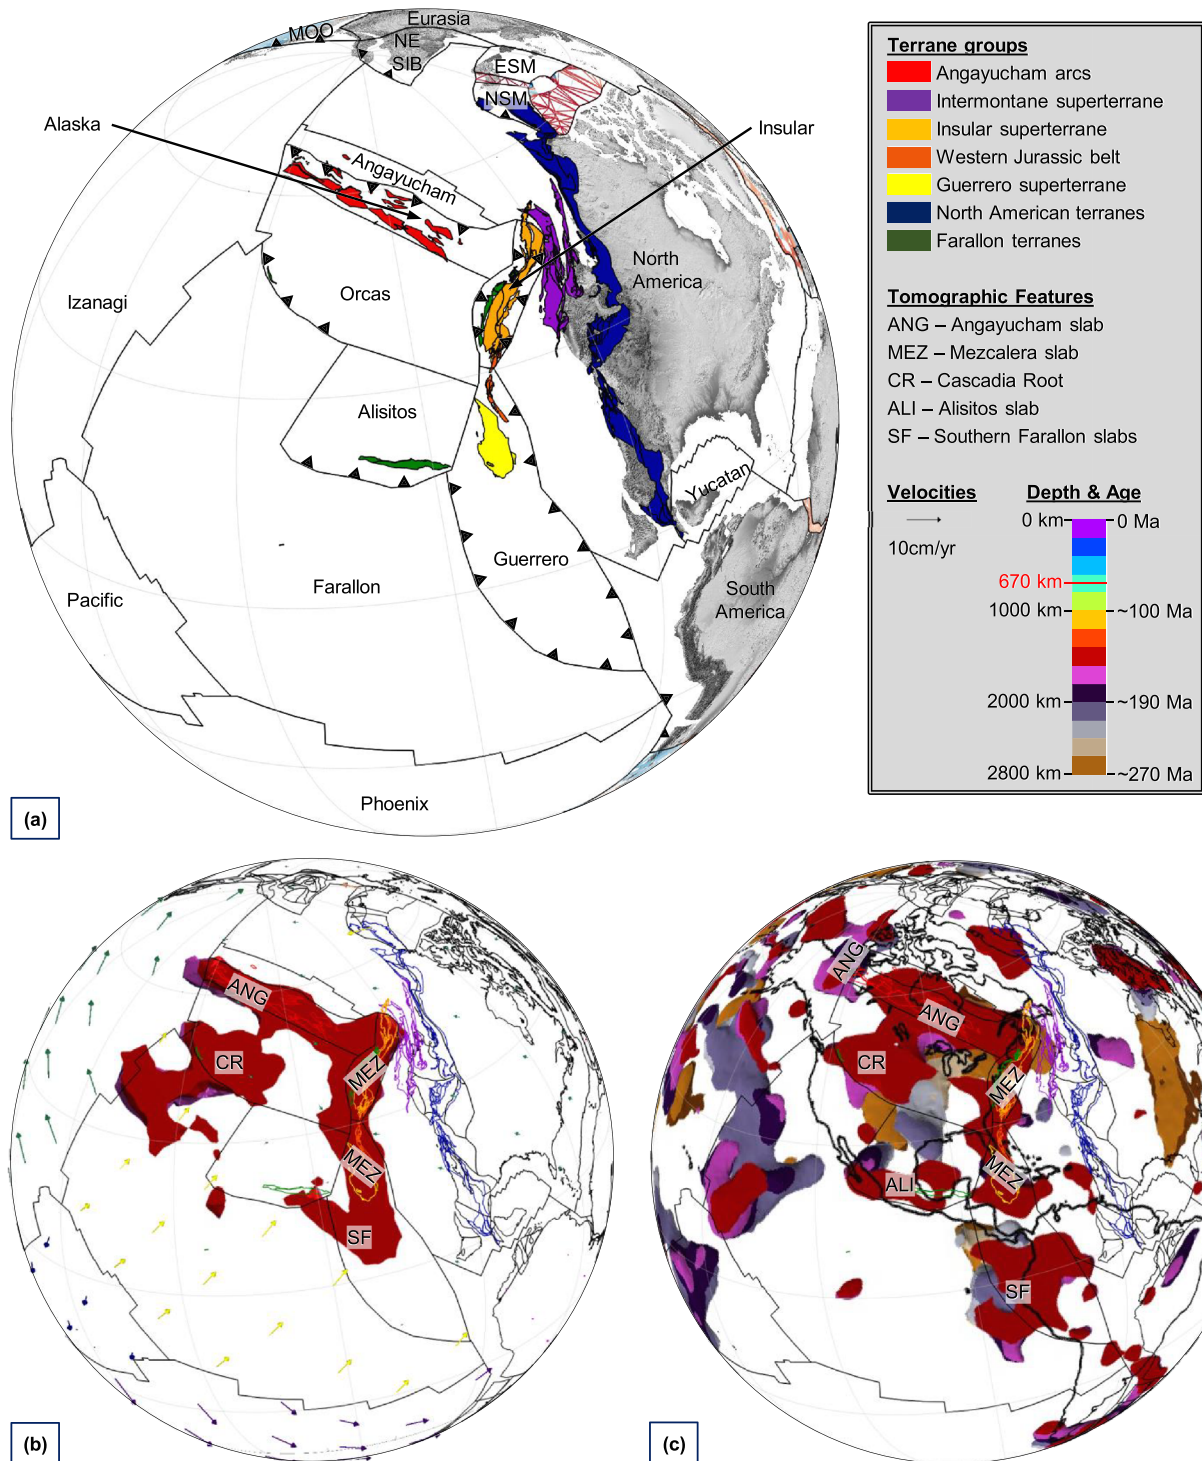 MOO
Eurasia
NE
SIB
ESM
NSM
Alaska
Insular
Angayucham
North
America
Izanagi
Orcas
Alisitos
Yucatan
Guerrero
Farallon
Pacific
South
America
Phoenix
(a)
Terrane groups
Angayucham arcs
Intermontane superterrane
Insular superterrane
Western Jurassic belt
Guerrero superterrane
North American terranes
Farallon terranes
Tomographic Features
ANG – Angayucham slab
MEZ – Mezcalera slab
CR – Cascadia Root
ALI – Alisitos slab
SF – Southern Farallon slabs
Velocities
10cm/yr
Depth & Age
0 km 0 Ma
670 km
1000 km ~100 Ma
2000 km ~190 Ma
2800 km ~270 Ma
ANG
CR
MEZ
MEZ
SF
(b)
ANG
ANG
CR
MEZ
MEZ
ALI
SF
(c)